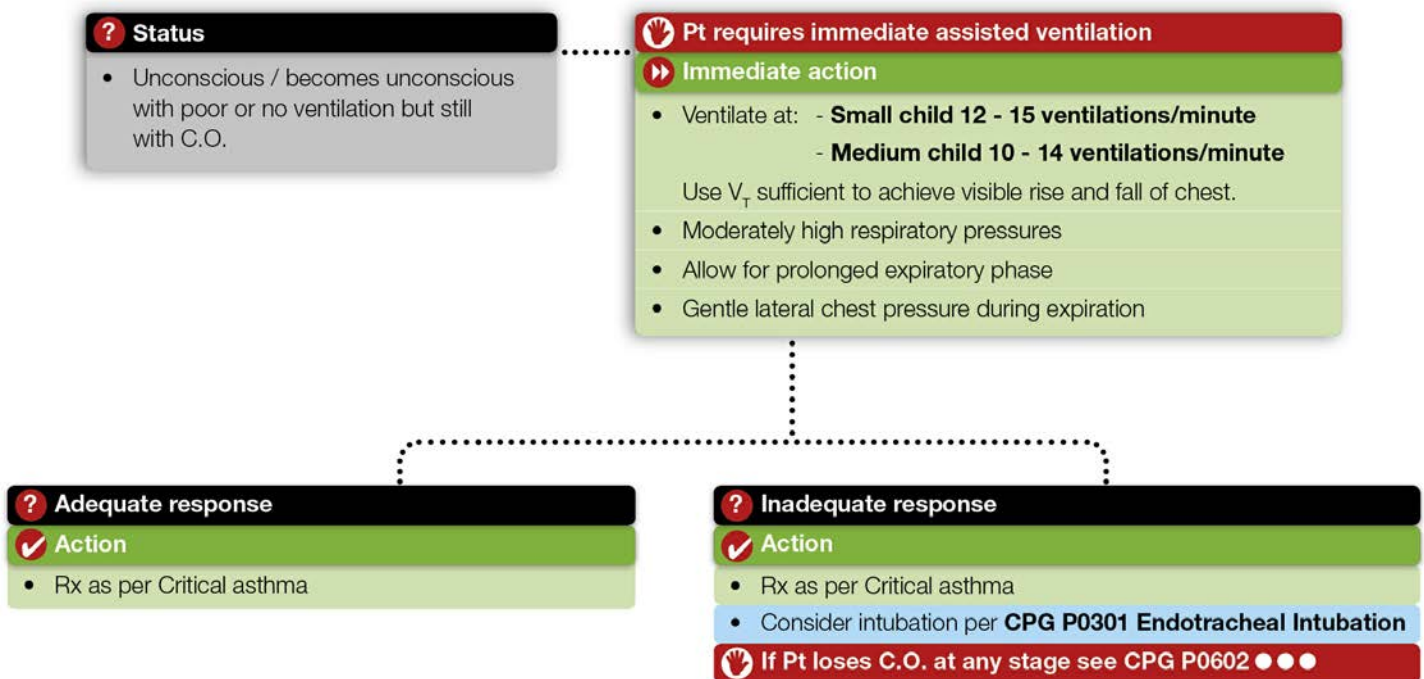 Status
• Unconscious / becomes unconscious
with poor or no ventilation but still
with C.O.
Pt requires immediate assisted ventilation
Immediate action
• Ventilate at: - Small child 12 - 15 ventilations/minute
- Medium child 10 - 14 ventilations/minute
Use VT sufficient to achieve visible rise and fall of chest.
• Moderately high respiratory pressures
• Allow for prolonged expiratory phase
• Gentle lateral chest pressure during expiration
Adequate response
Action
• Rx as per Critical asthma
Inadequate response
Action
• Rx as per Critical asthma
• Consider intubation per CPG P0301 Endotracheal Intubation
If Pt loses C.O. at any stage see CPG P0602 ●●●